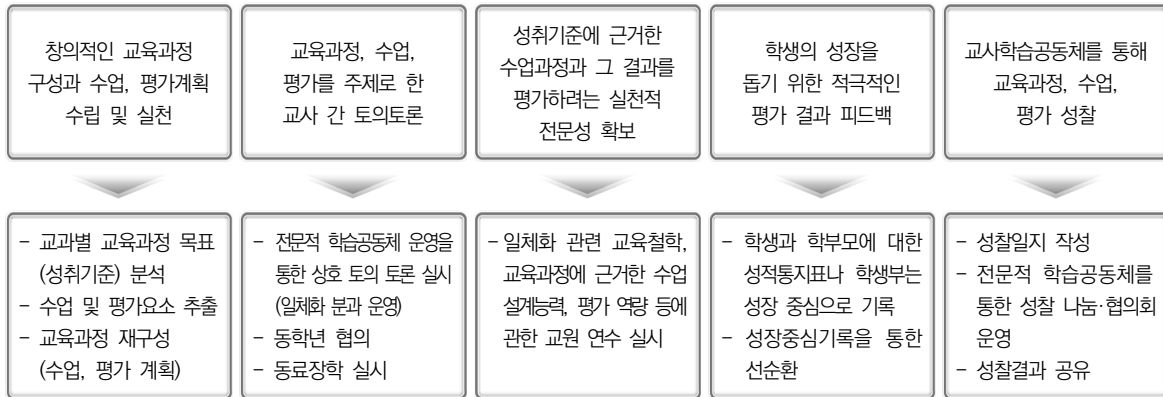 창의적인 교육과정
구성과 수업, 평가계획
수립 및 실천
교육과정, 수업,
평가를 주제로 한
교사 간 토의토론
성취기준에 근거한
수업과정과 그 결과를
평가하려는 실천적
전문성 확보
학생의 성장을
돕기 위한 적극적인
평가 결과 피드백
교사학습공동체를 통해
교육과정, 수업,
평가 성찰
- 교과별 교육과정 목표
(성취기준) 분석
- 수업 및 평가요소 추출
- 교육과정 재구성
(수업, 평가 계획)
- 전문적 학습공동체 운영을
통한 상호 토의 토론 실시
(일체화 분과 운영)
- 동학년 협의
- 동료장학 실시
- 일체화 관련 교육철학,
교육과정에 근거한 수업
설계능력, 평가 역량 등에
관한 교원 연수 실시
- 학생과 학부모에 대한
성적통지표나 학생부는
성장 중심으로 기록
- 성장중심기록을 통한
선순환
- 성찰일지 작성
- 전문적 학습공동체를
통한 성찰 나눔·협의회
운영
- 성찰결과 공유